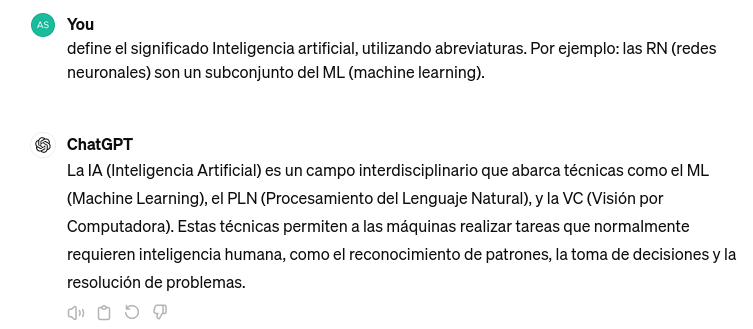 AS
You
define el significado Inteligencia artificial, utilizando abreviaturas. Por ejemplo: las RN (redes
neuronales) son un subconjunto del ML (machine learning).
ChatGPT
La IA (Inteligencia Artificial) es un campo interdisciplinario que abarca técnicas como el ML
(Machine Learning), el PLN (Procesamiento del Lenguaje Natural), y la VC (Visión por
Computadora). Estas técnicas permiten a las máquinas realizar tareas que normalmente
requieren inteligencia humana, como el reconocimiento de patrones, la toma de decisiones y la
resolución de problemas.